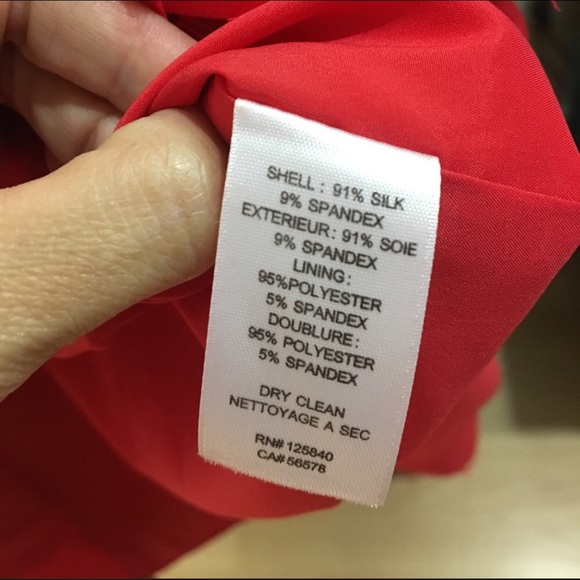 SHELL : 91% SILK
9% SPANDEX
EXTERIEUR: 91% SOIE
9% SPANDEX
LINING:
95%POLYESTER
5% SPANDEX
DOUBLURE:
95% POLYESTER
5% SPANDEX
DRY CLEAN
NETTOYAGE A SEC
RN# 125840
CA# 56578